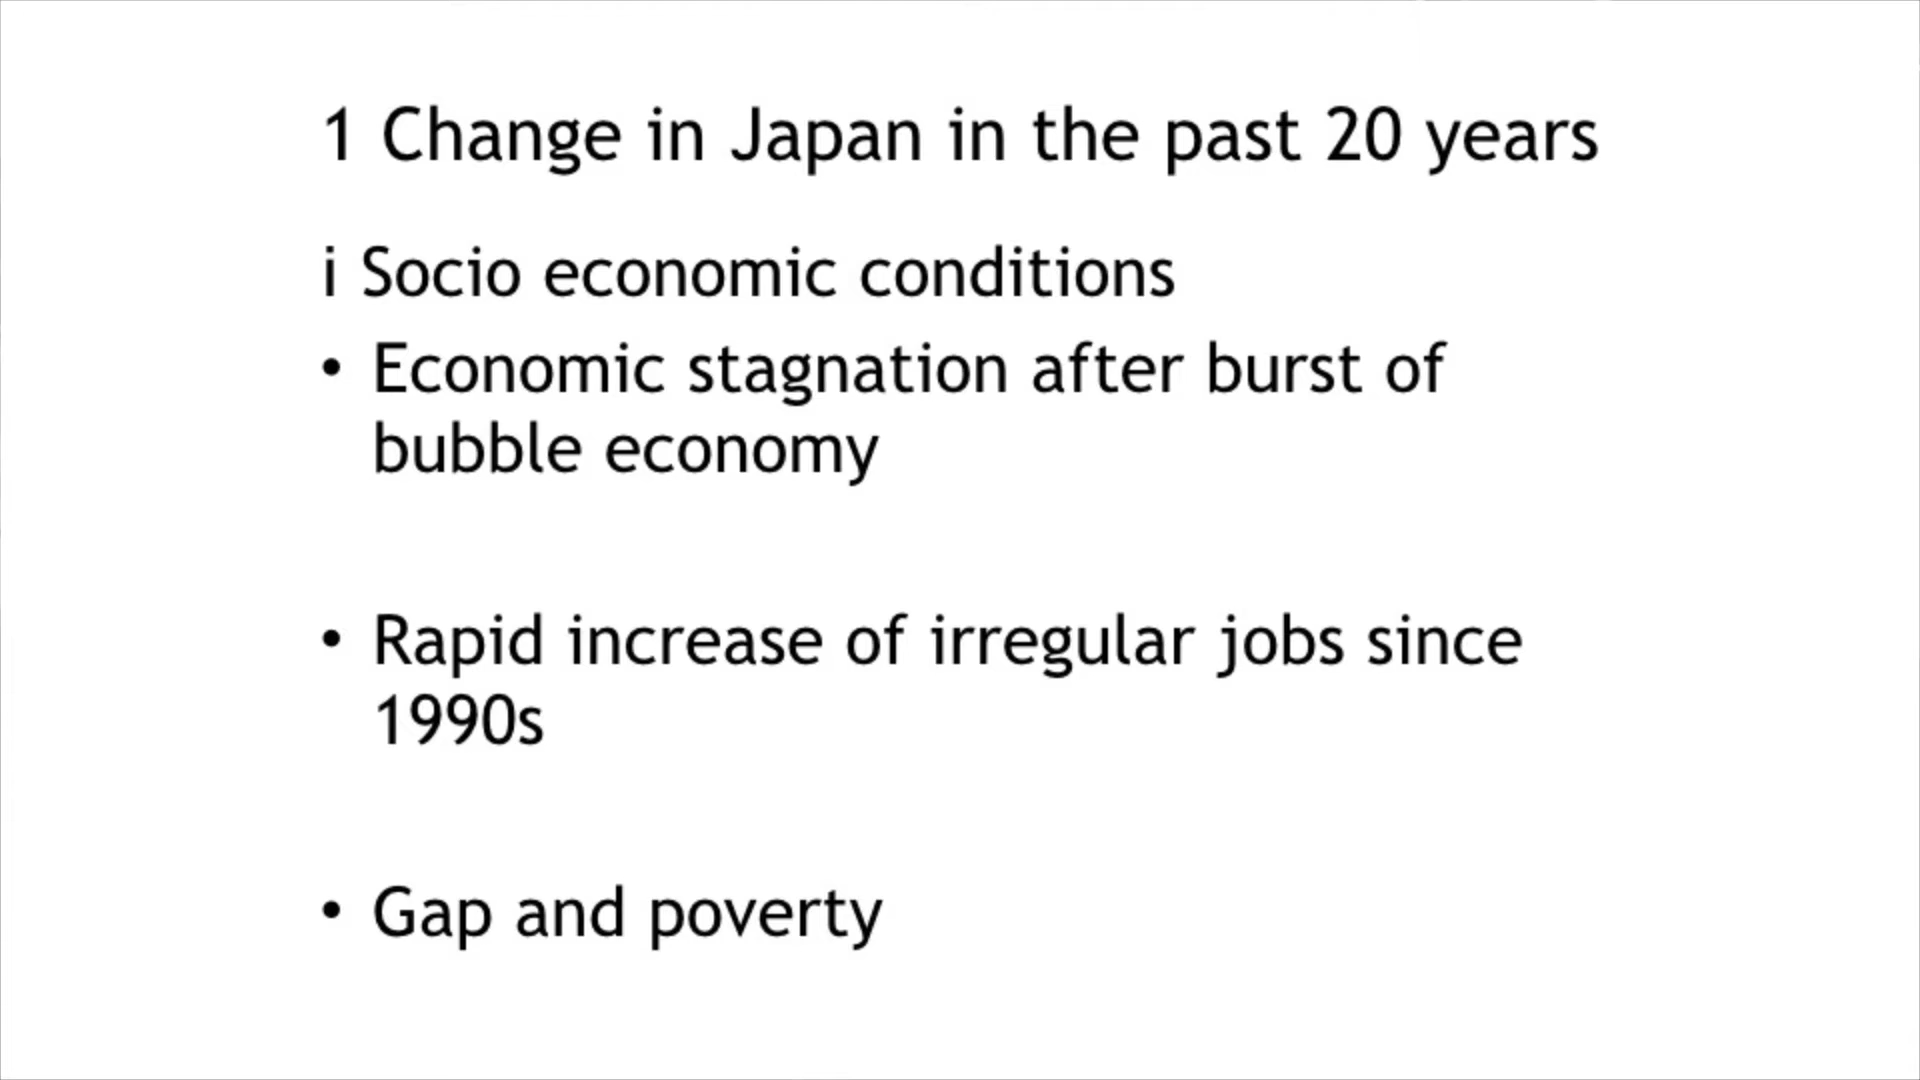 1 Change in Japan in the past 20 years
i Socio economic conditions
• Economic stagnation after burst of
bubble economy
• Rapid increase of irregular jobs since
1990s
• Gap and poverty